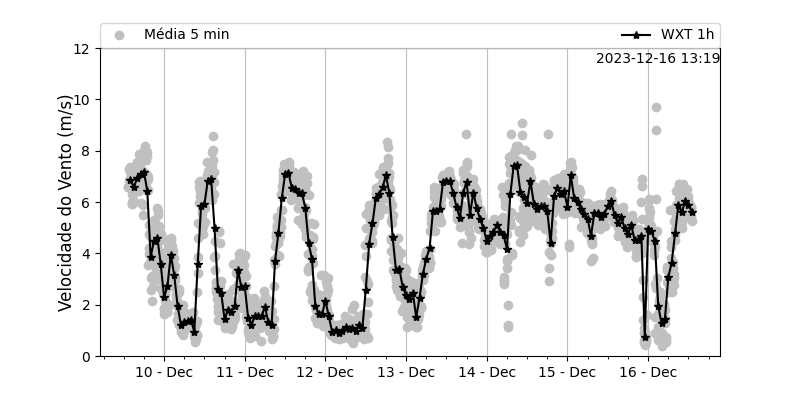 Média 5 min
WXT 1h
2023-12-16 13:19
Velocidade do Vento (m/s)
12
10
8
6
4
2
0
10 - Dec
11 - Dec
12 - Dec
13 - Dec
14 - Dec
15 - Dec
16 - Dec